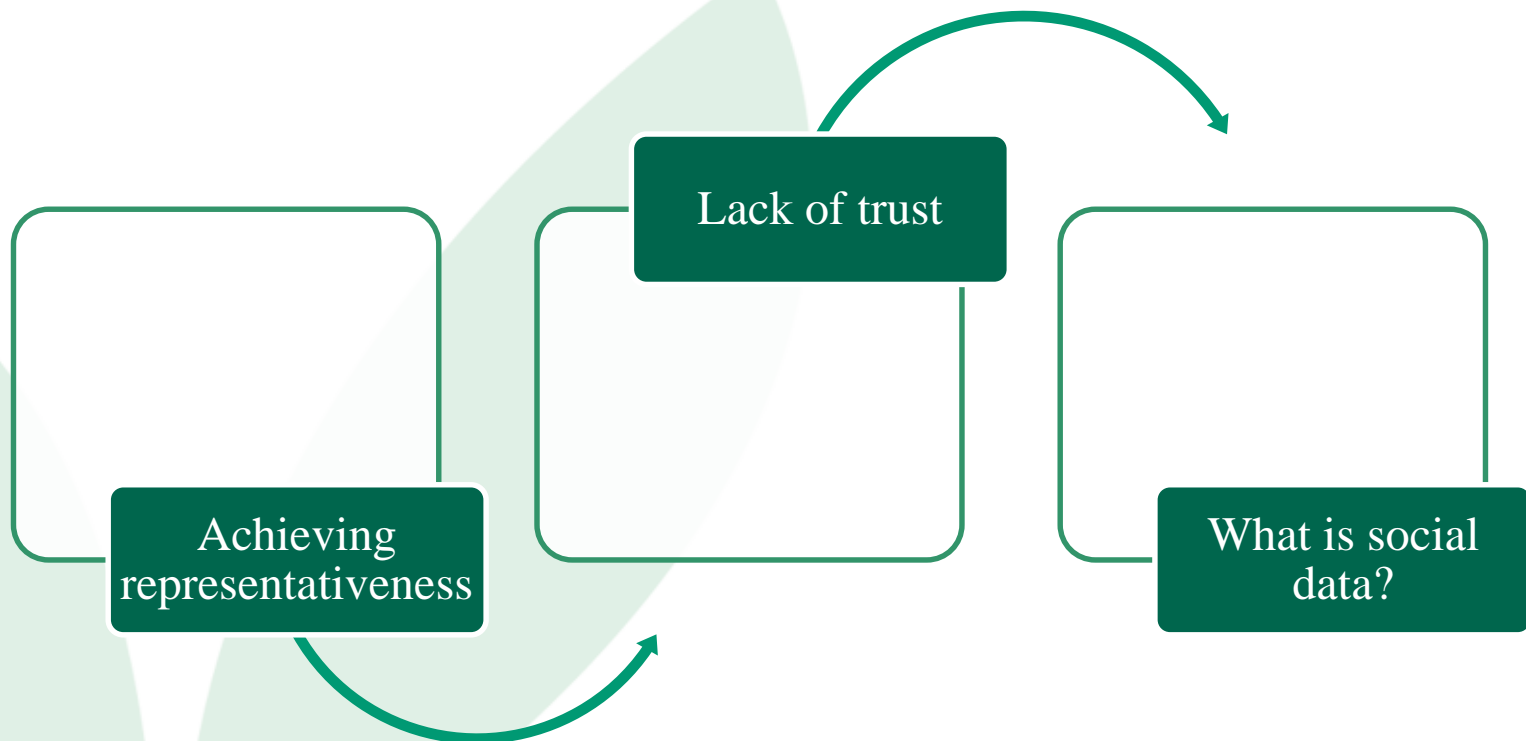 Achieving
representativeness
Lack of trust
What is social
data?